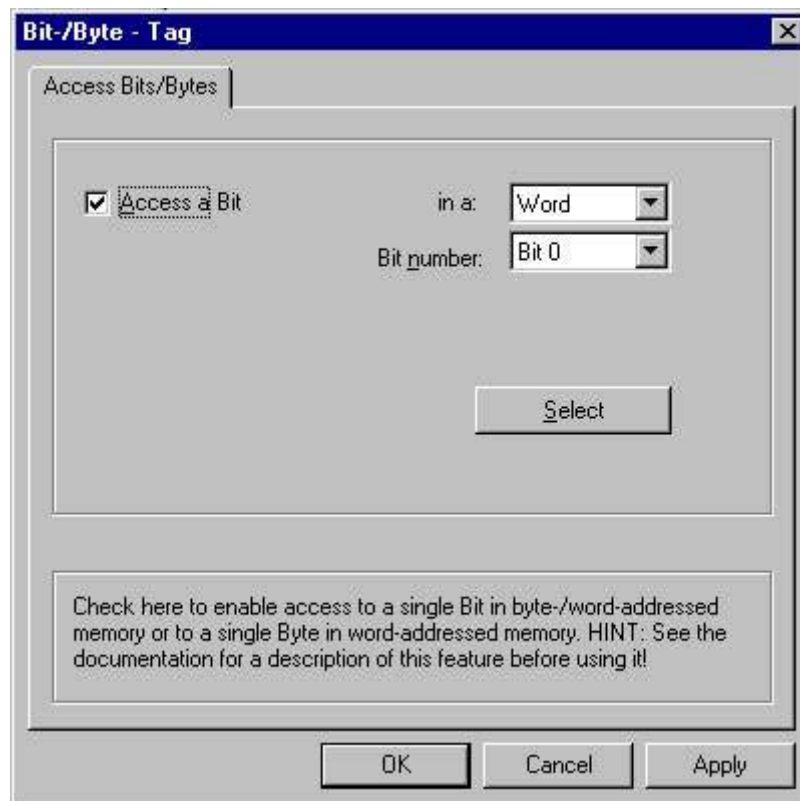 Bit-/Byte - Tag
Access Bits/Bytes
Access a Bit
in a:
Word
Bit number:
Bit 0
Select
Check here to enable access to a single Bit in byte-/word-addressed
memory or to a single Byte in word-addressed memory. HINT: See the
documentation for a description of this feature before using it!
OK
Cancel
Apply